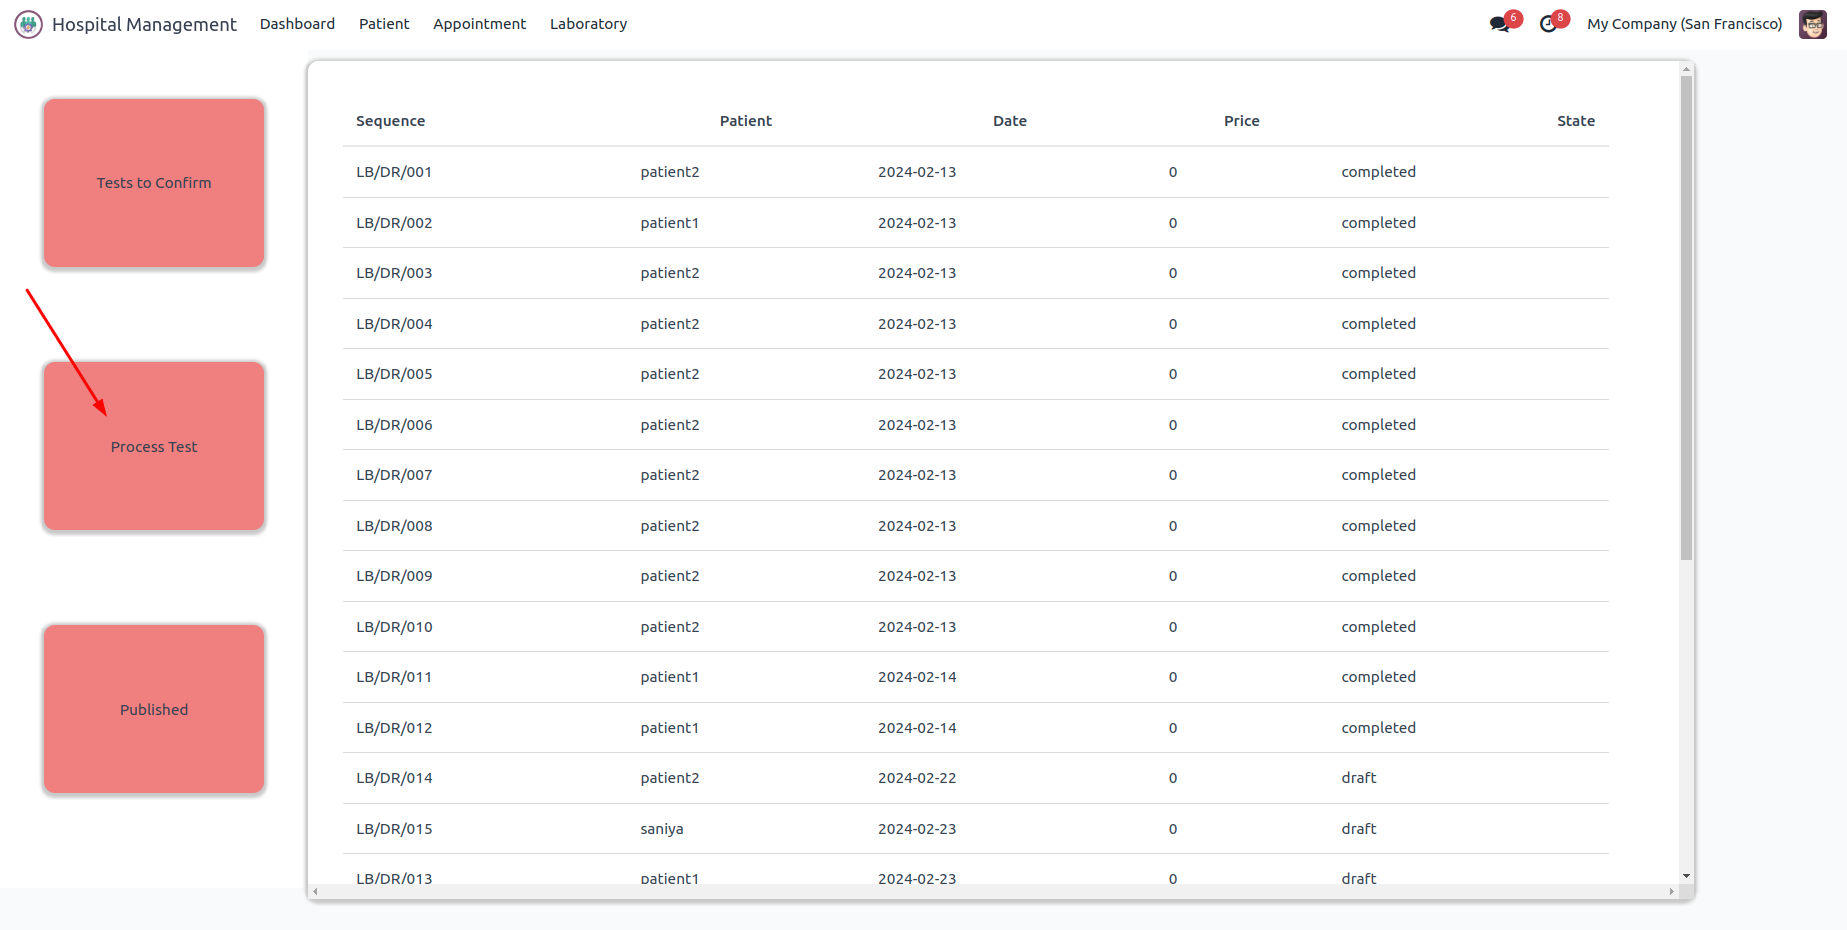 Hospital Management Dashboard Patient Appointment Laboratory 6 8 My Company (San Francisco)
Tests to Confirm
Process Test
Published
Sequence Patient Date Price State
LB/DR/001 patient2 2024-02-13 0 completed
LB/DR/002 patient1 2024-02-13 0 completed
LB/DR/003 patient2 2024-02-13 0 completed
LB/DR/004 patient2 2024-02-13 0 completed
LB/DR/005 patient2 2024-02-13 0 completed
LB/DR/006 patient2 2024-02-13 0 completed
LB/DR/007 patient2 2024-02-13 0 completed
LB/DR/008 patient2 2024-02-13 0 completed
LB/DR/009 patient2 2024-02-13 0 completed
LB/DR/010 patient2 2024-02-13 0 completed
LB/DR/011 patient1 2024-02-14 0 completed
LB/DR/012 patient1 2024-02-14 0 completed
LB/DR/014 patient2 2024-02-22 0 draft
LB/DR/015 saniya 2024-02-23 0 draft
LB/DR/013 patient1 2024-02-23 0 draft